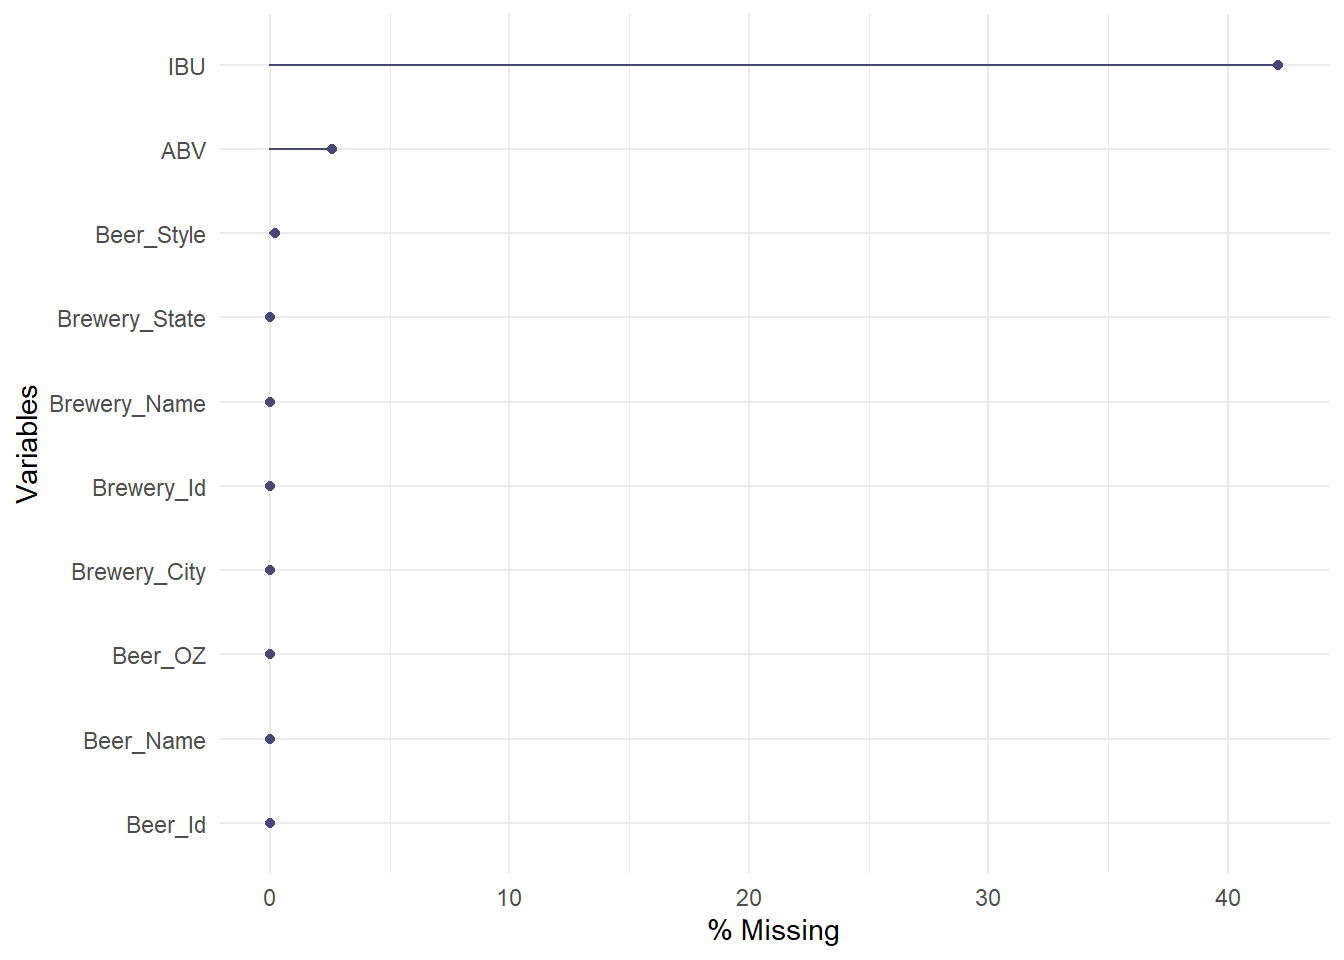 IBU
ABV
Beer_Style
Brewery_State
Brewery_Name
Brewery_Id
Brewery_City
Beer_OZ
Beer_Name
Beer_Id
Variables
0 10 20 30 40
% Missing